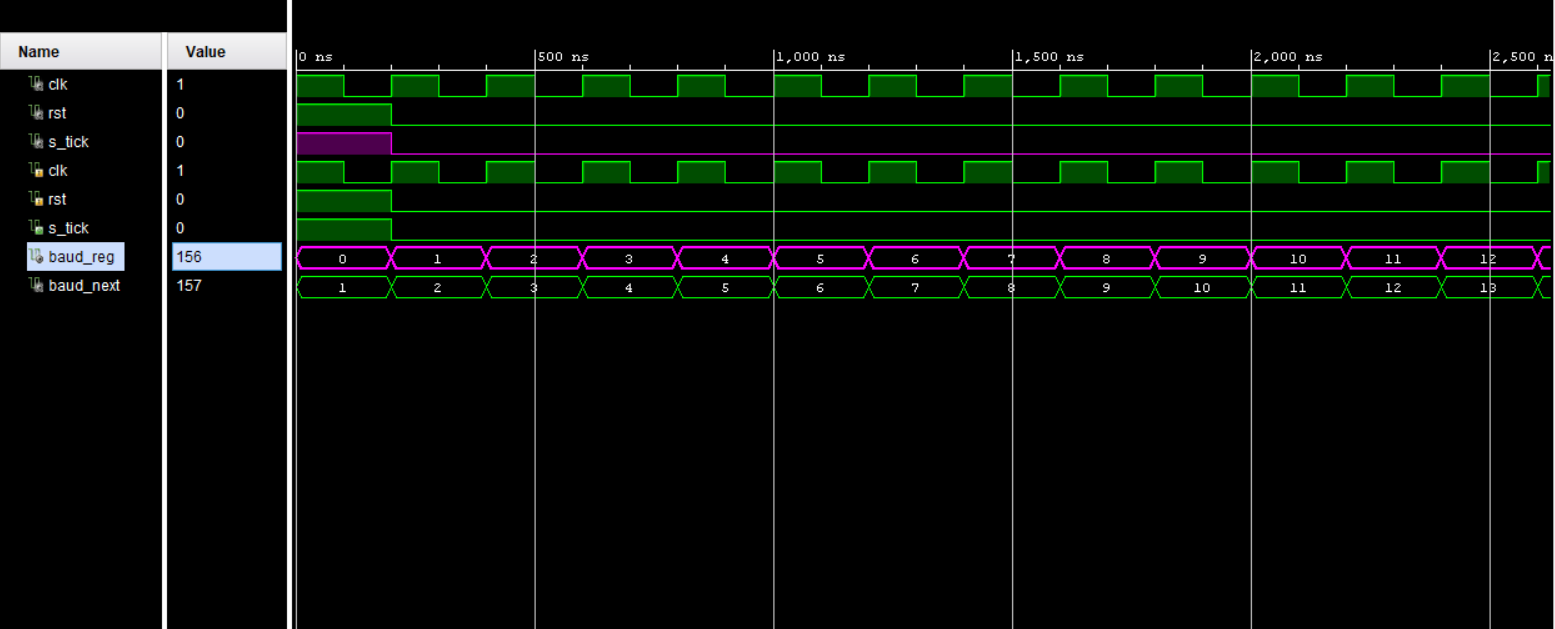 Name Value
0 ns 500 ns 1,000 ns 1,500 ns 2,000 ns 2,500 n
clk 1
rst 0
s_tick 0
clk 1
rst 0
s_tick 0
baud_reg 156 0 1 2 3 4 5 6 7 8 9 10 11 12
baud_next 157 1 2 3 4 5 6 7 8 9 10 11 12 13